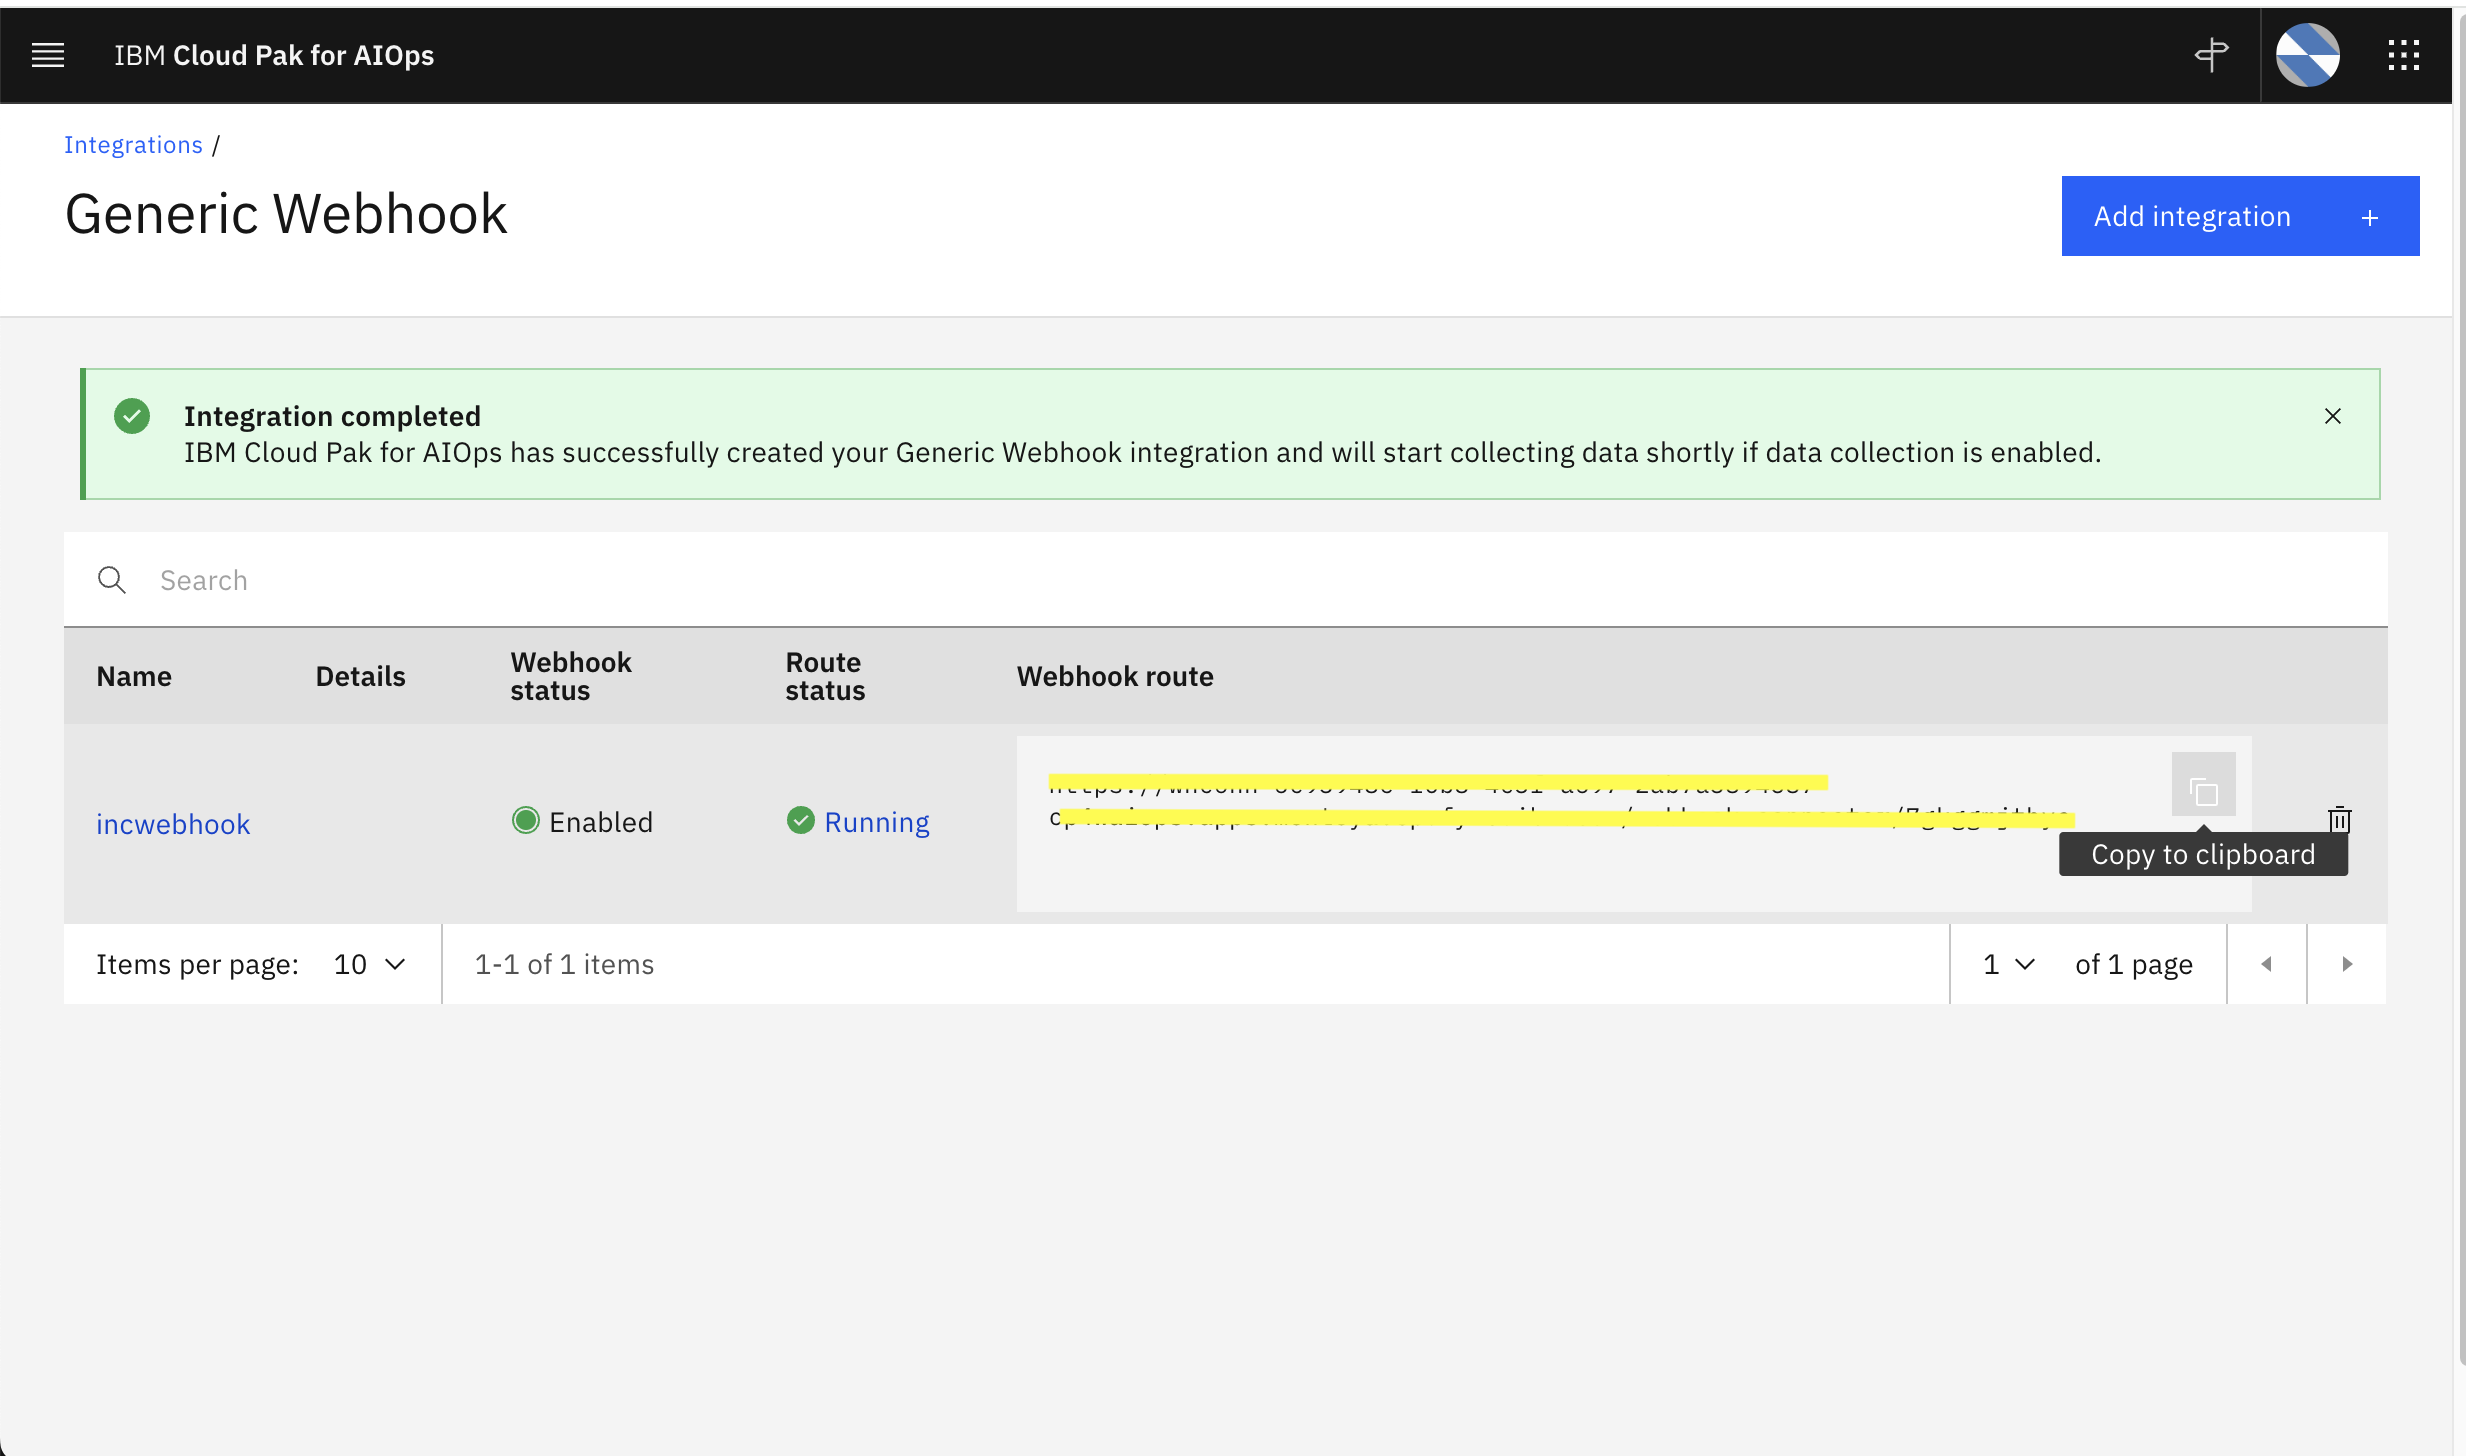 IBM Cloud Pak for AIOps
Integrations /
Generic Webhook
Add integration +
Integration completed
IBM Cloud Pak for AIOps has successfully created your Generic Webhook integration and will start collecting data shortly if data collection is enabled.
Search
Name Details Webhook status Route status Webhook route
incwebhook Enabled Running
Copy to clipboard
Items per page: 10 1-1 of 1 items 1 of 1 page